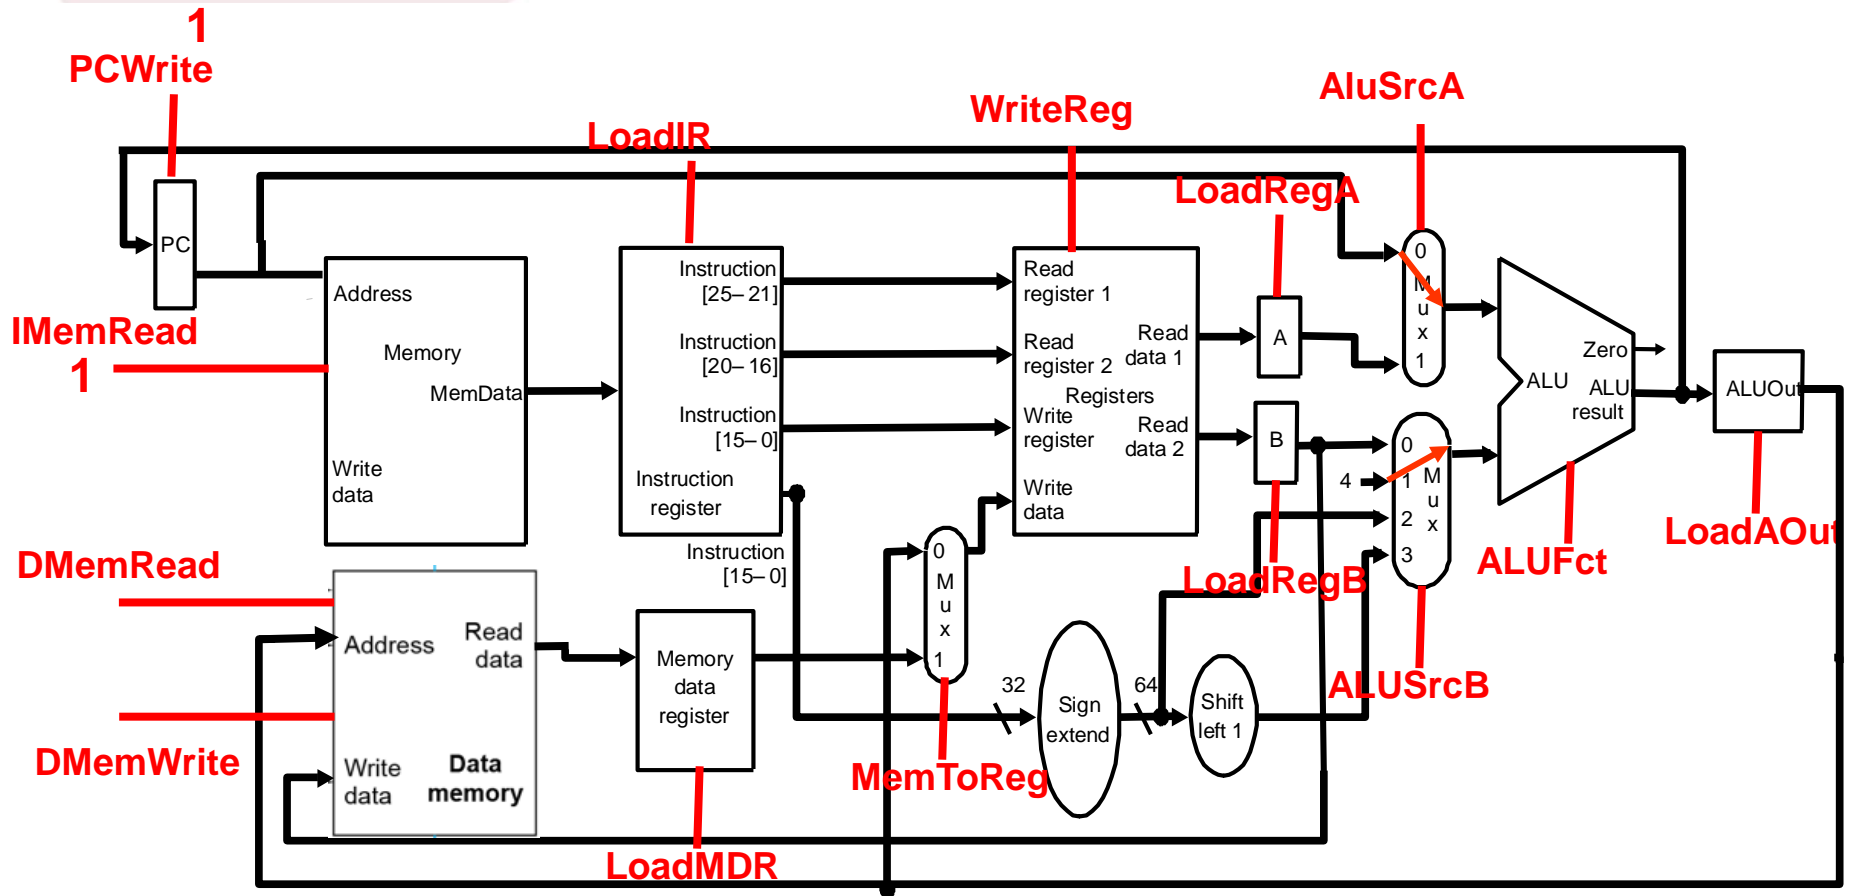 1
PCWrite
AluSrcA
WriteReg
LoadIR
LoadRegA
PC
IMemRead
1
Address
Memory
MemData
Write
data
Instruction
[25–21]
Instruction
[20–16]
Instruction
[15–0]
Instruction
register
Instruction
[15–0]
Read
register 1
Read
register 2
Registers
Write
register
Write
data
Read
data 1
Read
data 2
A
B
0
M
u
x
1
4
0
1
2
3
M
u
x
Zero
ALU
ALU
result
ALUOut
LoadAOut
ALUFct
LoadRegB
ALUSrcB
DMemRead
DMemWrite
Address
Read
data
Write
data
Data
memory
Memory
data
register
0
M
u
x
1
MemToReg
LoadMDR
32
Sign
extend
64
Shift
left 1